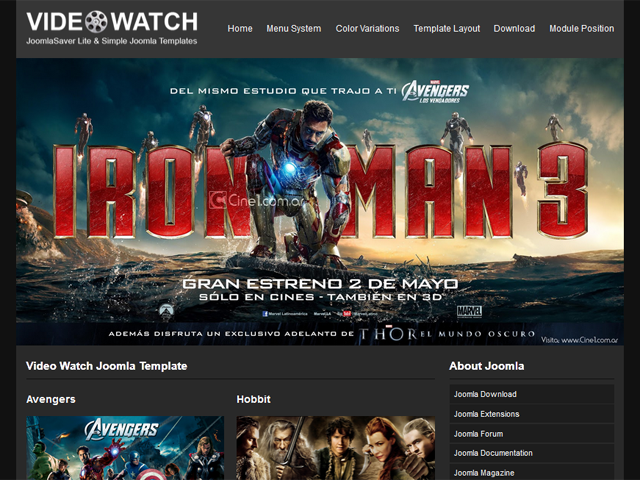 VIDEO WATCH
JoomlaSaver Lite & Simple Joomla Templates
Home Menu System Color Variations Template Layout Download Module Position
DEL MISMO ESTUDIO QUE TRAJO A TI MARVEL AVENGERS
LOS VENGADORES
IRON MAN 3
Cine1.com.ar
GRAN ESTRENO 2 DE MAYO
SÓLO EN CINES - TAMBIÉN EN 3D
Marvel Latinoamérica
MARVEL
ADEMÁS DISFRUTA UN EXCLUSIVO ADELANTO DE THOR EL MUNDO OSCURO
Visita: www.Cine1.com.ar
Video Watch Joomla Template
About Joomla
Avengers
Hobbit
Joomla Download
Joomla Extensions
Joomla Forum
Joomla Documentation
Joomla Magazine
AVENGERS